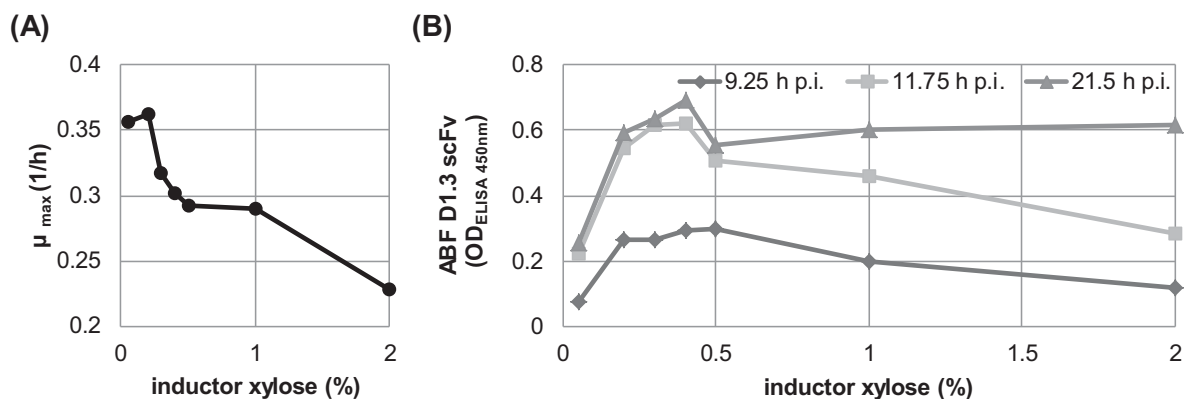 (A)
0.4
0.35
0.3
0.25
0.2
μ max (1/h)
0
1
2
inductor xylose (%)
(B)
0.8
0.6
0.4
0.2
0
ABF D1.3 scFv
(OD ELISA 450nm)
9.25 h p.i.
11.75 h p.i.
21.5 h p.i.
0
0.5
1
1.5
2
inductor xylose (%)